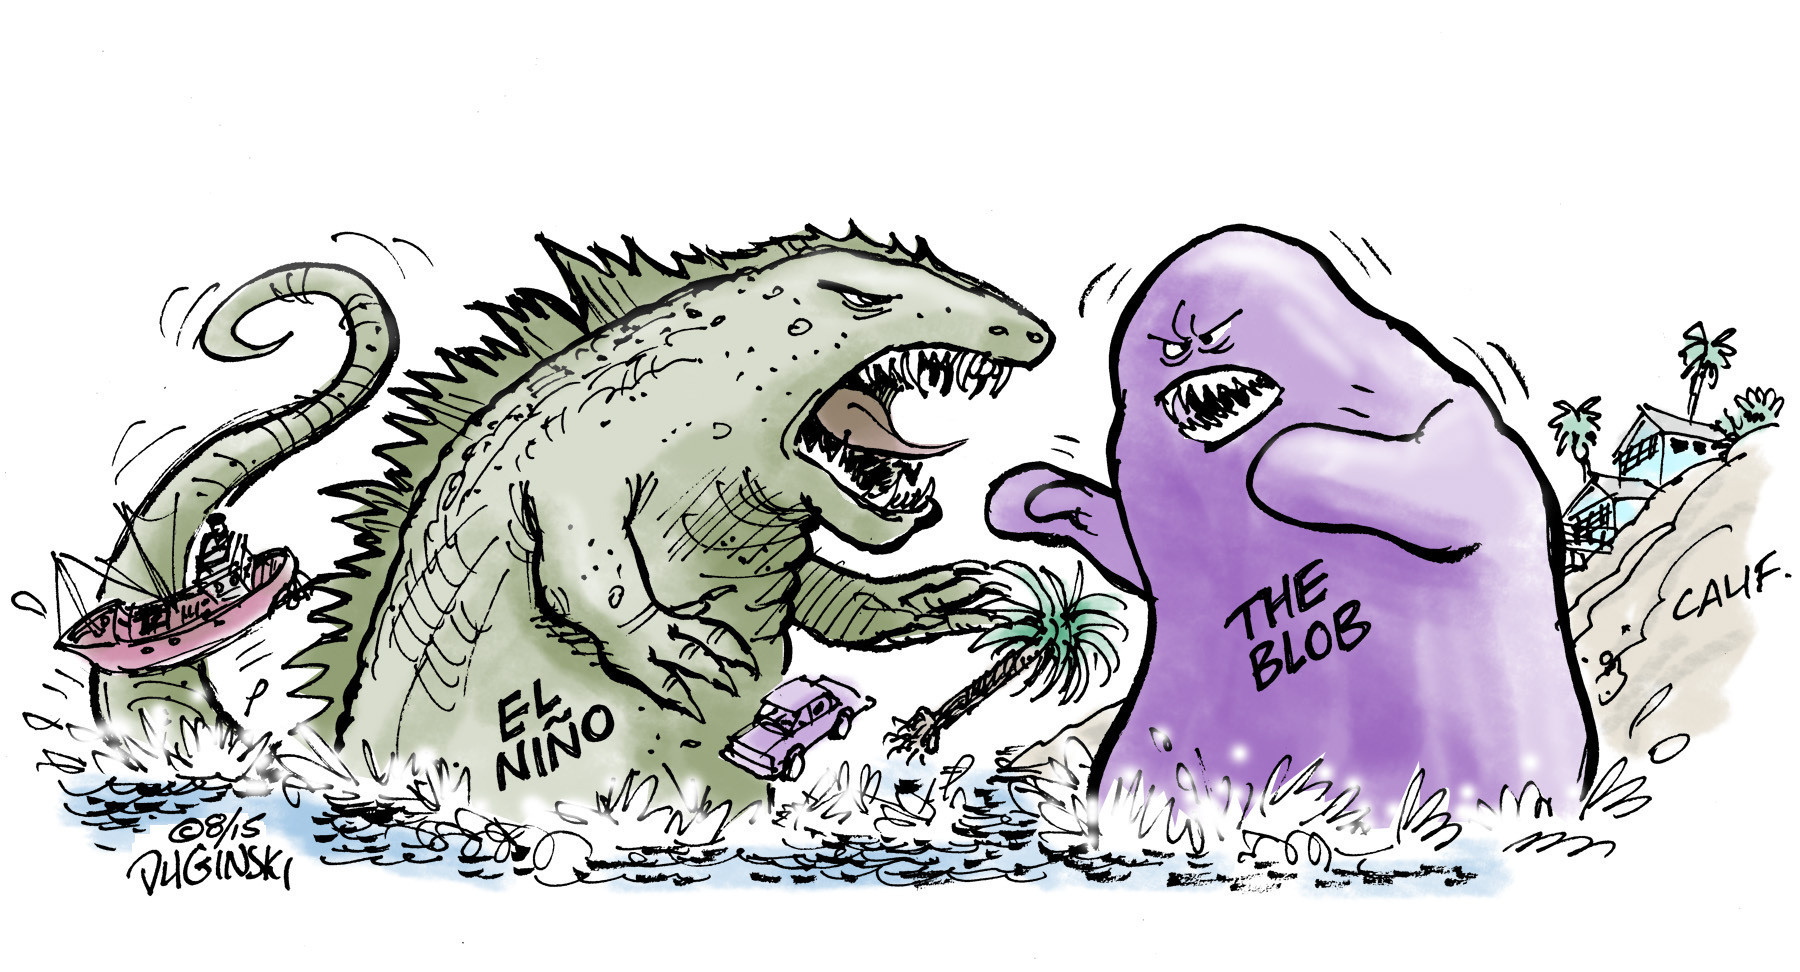 EL
NIÑO
THE
BLOB
CALIF.
©8/15
DUGINSKI